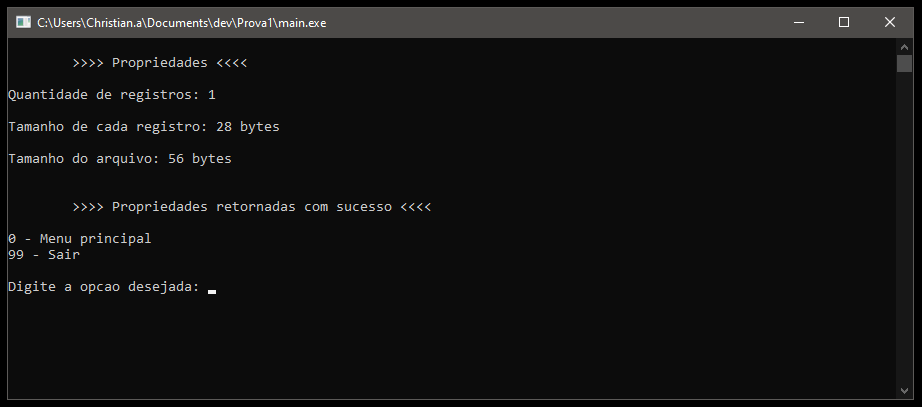 C:\Users\Christian.a\Documents\dev\Prova1\main.exe
>>>> Propriedades <<<<
Quantidade de registros: 1
Tamanho de cada registro: 28 bytes
Tamanho do arquivo: 56 bytes
>>>> Propriedades retornadas com sucesso <<<<
0 - Menu principal
99 - Sair
Digite a opcao desejada: